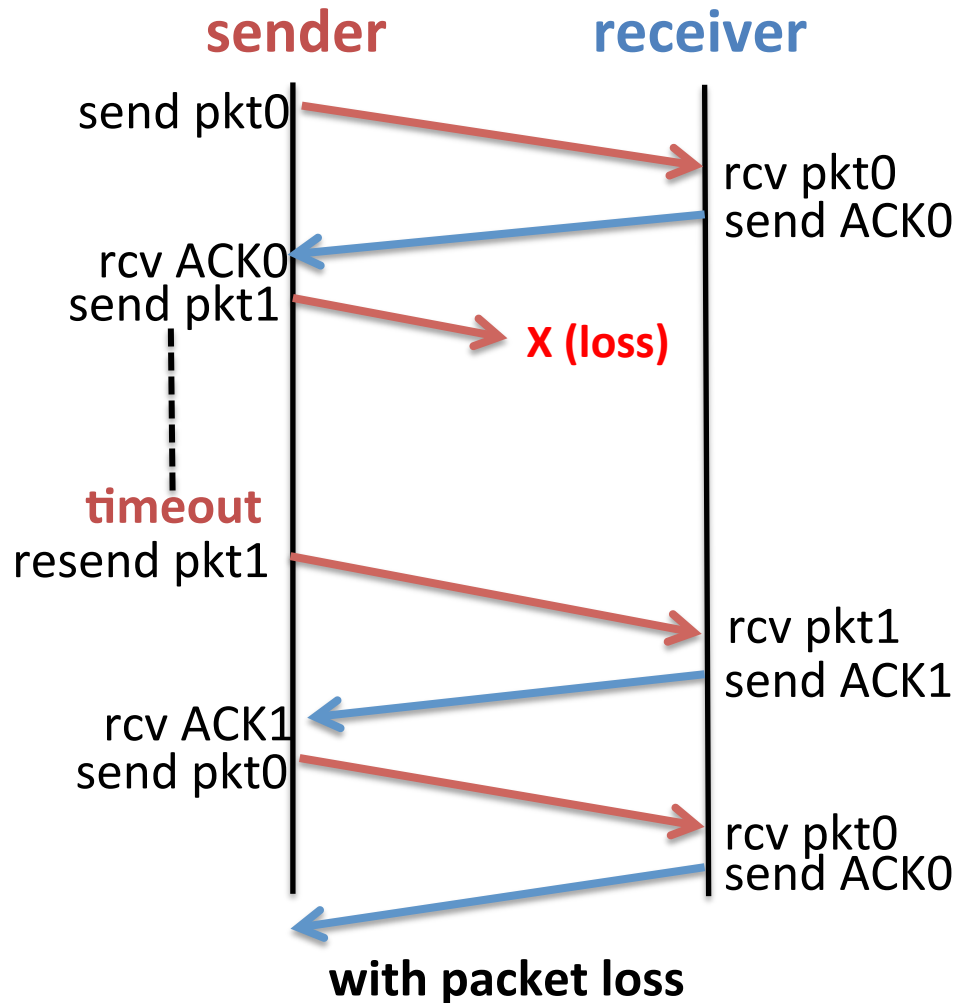 sender
receiver
send pkt0
rcv pkt0
send ACK0
rcv ACK0
send pkt1
X (loss)
timeout
resend pkt1
rcv pkt1
send ACK1
rcv ACK1
send pkt0
rcv pkt0
send ACK0
with packet loss